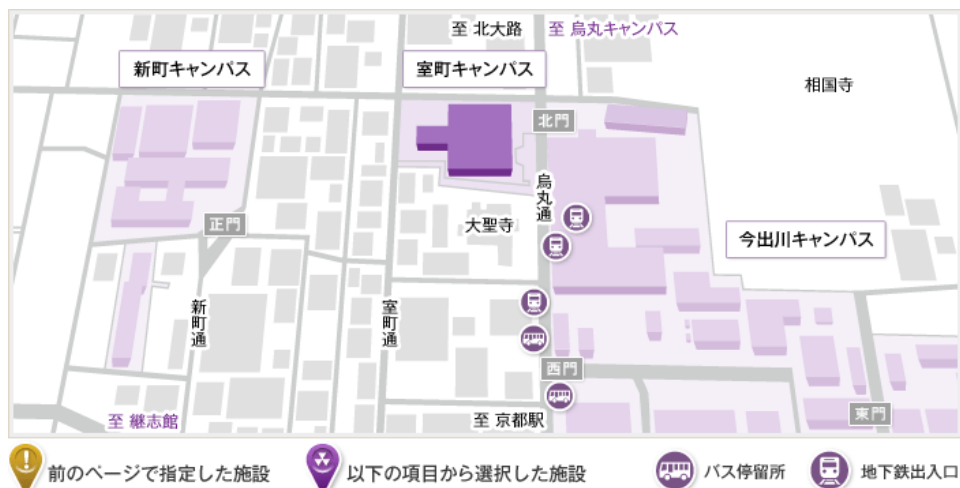 至 北大路
至 烏丸キャンパス
新町キャンパス
室町キャンパス
相国寺
北門
烏丸通
正門
大聖寺
今出川キャンパス
新町通
室町通
西門
至 継志館
至 京都駅
東門
前のページで指定した施設
以下の項目から選択した施設
バス停留所
地下鉄出入口